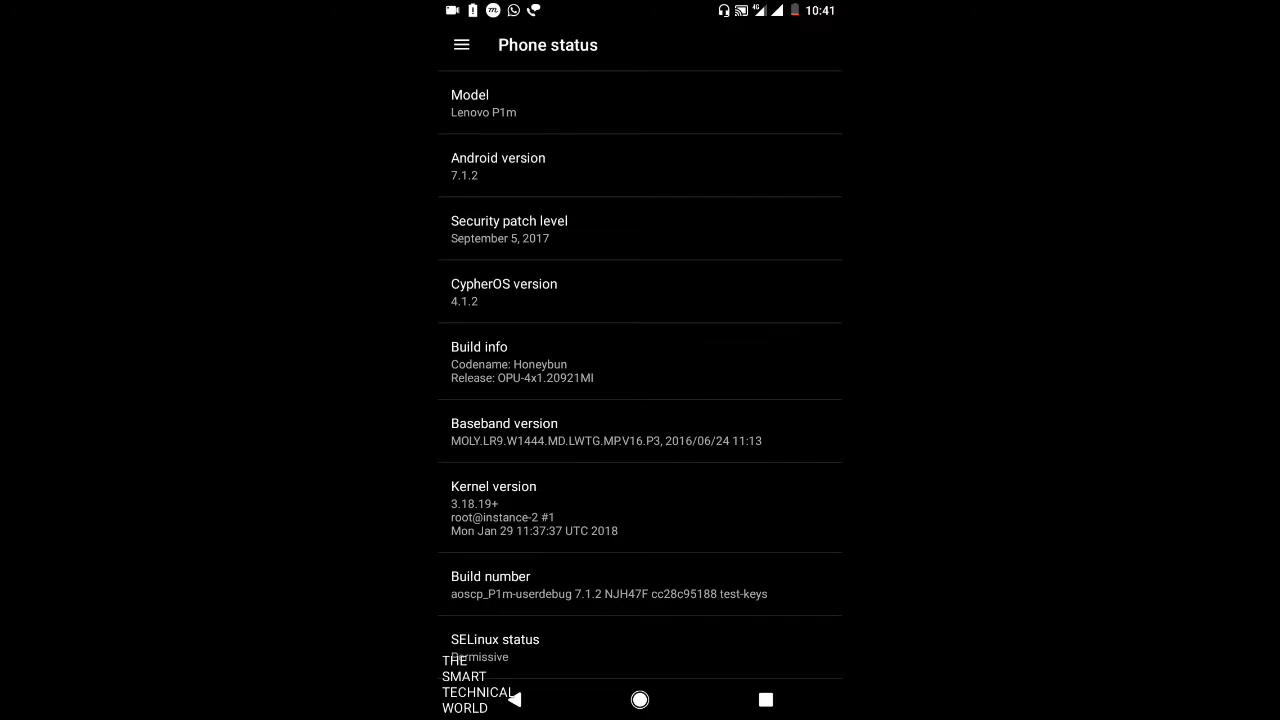 4G 10:41
Phone status
Model
Lenovo P1m
Android version
7.1.2
Security patch level
September 5, 2017
CypherOS version
4.1.2
Build info
Codename: Honeybun
Release: OPU-4x1.20921MI
Baseband version
MOLY.LR9.W1444.MD.LWTG.MP.V16.P3, 2016/06/24 11:13
Kernel version
3.18.19+
root@instance-2 #1
Mon Jan 29 11:37:37 UTC 2018
Build number
aoscp_P1m-userdebug 7.1.2 NJH47F cc28c95188 test-keys
SELinux status
Permissive
THE
SMART
TECHNICAL
WORLD